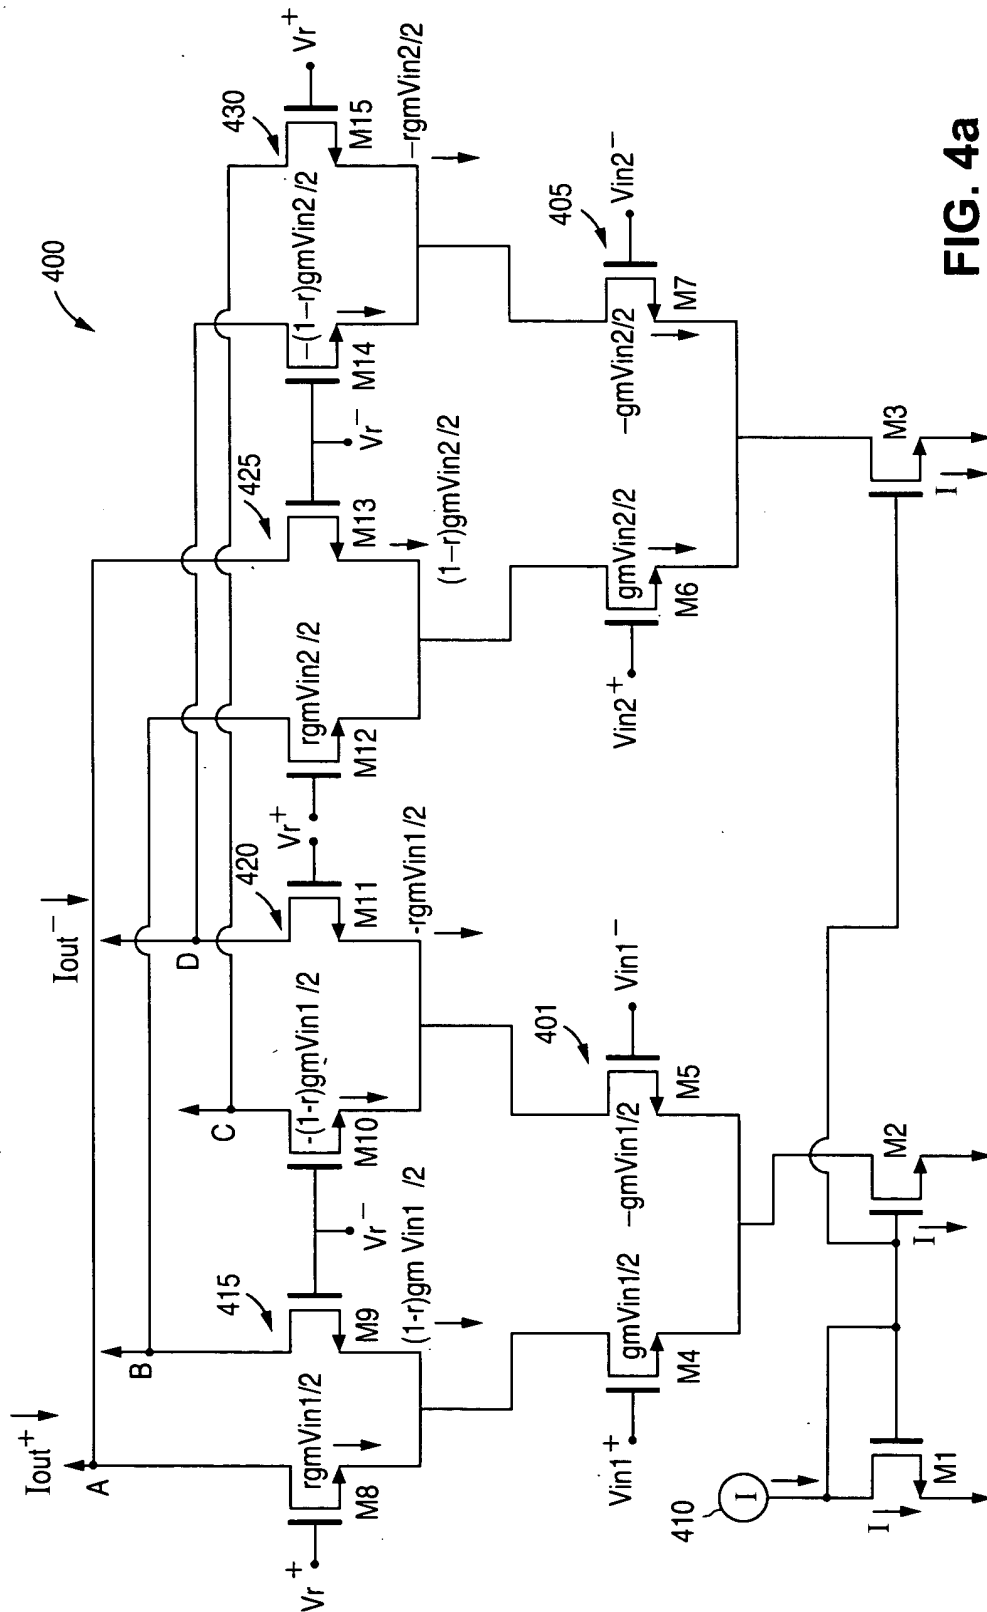 400
Iout+
Iout−
A
B
C
D
415
420
425
430
Vr+
rgmVin1/2
M8
M9
(1-r)gm Vin1 /2
Vr−
-(1-r)gmVin1 /2
M10
M11
-rgmVin1/2
Vr+
rgmVin2 /2
M12
M13
(1−r)gmVin2 /2
Vr−
−(1−r)gmVin2 /2
M14
M15
−rgmVin2/2
Vr+
401
405
Vin1+
gmVin1/2
M4
−gmVin1/2
M5
Vin1−
Vin2+
gmVin2/2
M6
−gmVin2/2
M7
Vin2−
410
I
I
M1
I
M2
I
M3
FIG. 4a